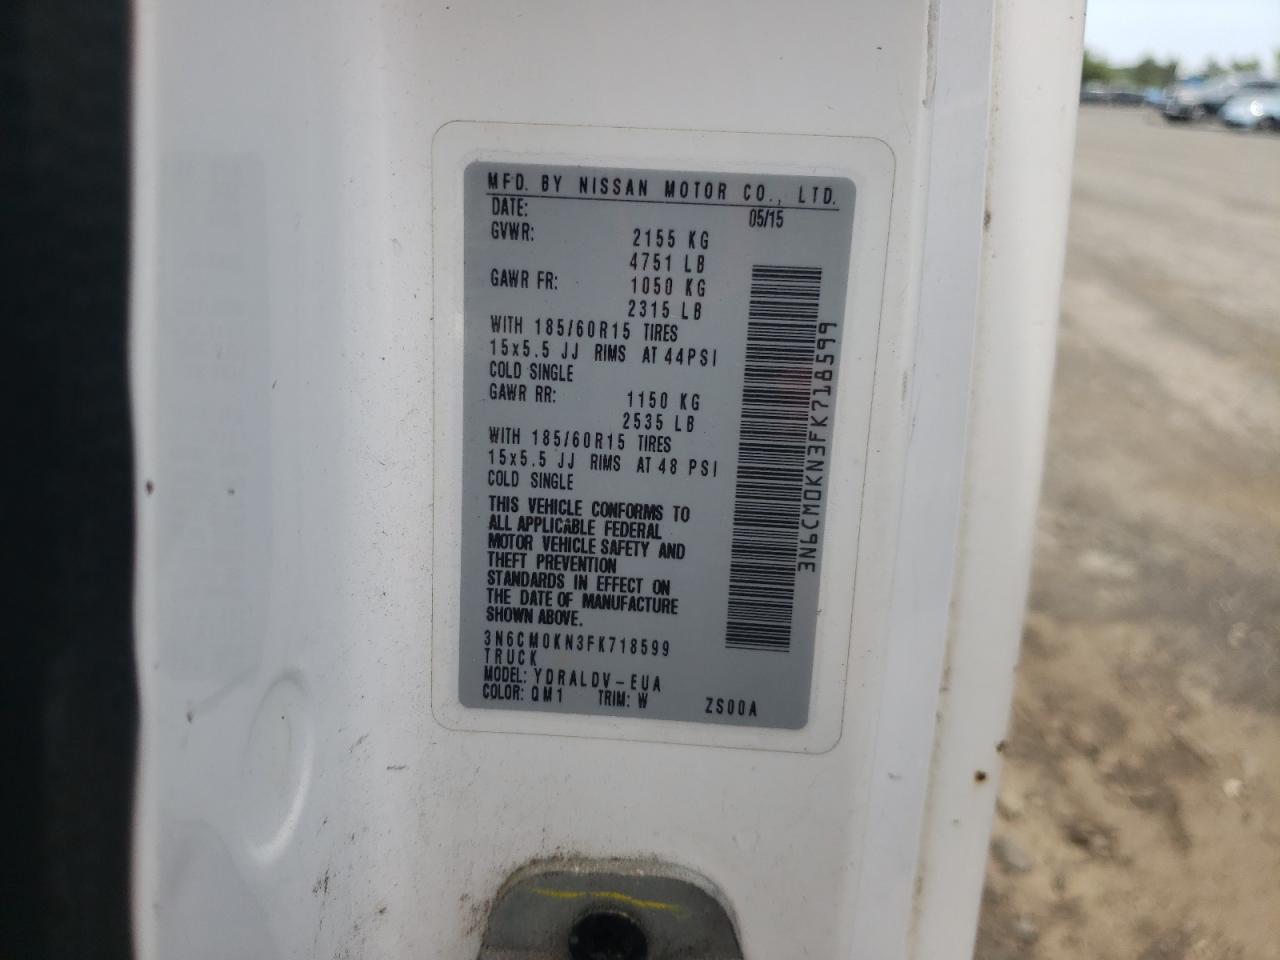 MFD. BY NISSAN MOTOR CO., LTD.
DATE: 05/15
GVWR: 2155 KG
4751 LB
GAWR FR: 1050 KG
2315 LB
WITH 185/60R15 TIRES
15x5.5 JJ RIMS AT 44PSI
COLD SINGLE
GAWR RR: 1150 KG
2535 LB
WITH 185/60R15 TIRES
15x5.5 JJ RIMS AT 48 PSI
COLD SINGLE
THIS VEHICLE CONFORMS TO
ALL APPLICABLE FEDERAL
MOTOR VEHICLE SAFETY AND
THEFT PREVENTION
STANDARDS IN EFFECT ON
THE DATE OF MANUFACTURE
SHOWN ABOVE.
3N6CM0KN3FK718599
TRUCK
MODEL: YDRALDV-EUA
COLOR: QM1 TRIM: W ZS00A
3N6CM0KN3FK718599